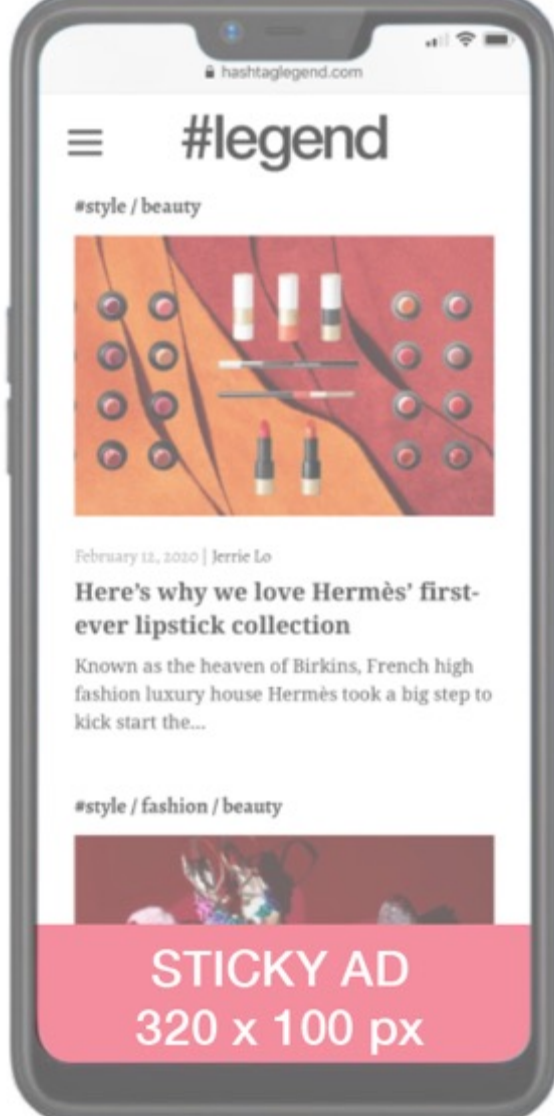 hashtaglegend.com
#legend
#style / beauty
February 12, 2020 | Jerrie Lo
Here's why we love Hermès' first-
ever lipstick collection
Known as the heaven of Birkins, French high
fashion luxury house Hermès took a big step to
kick start the...
#style / fashion / beauty
STICKY AD
320 x 100 px